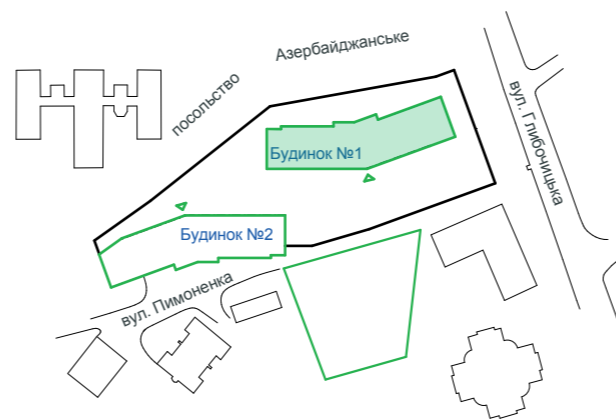 Азербайджанське
посольство
вул. Глибочицька
Будинок №1
Будинок №2
вул. Пимоненка